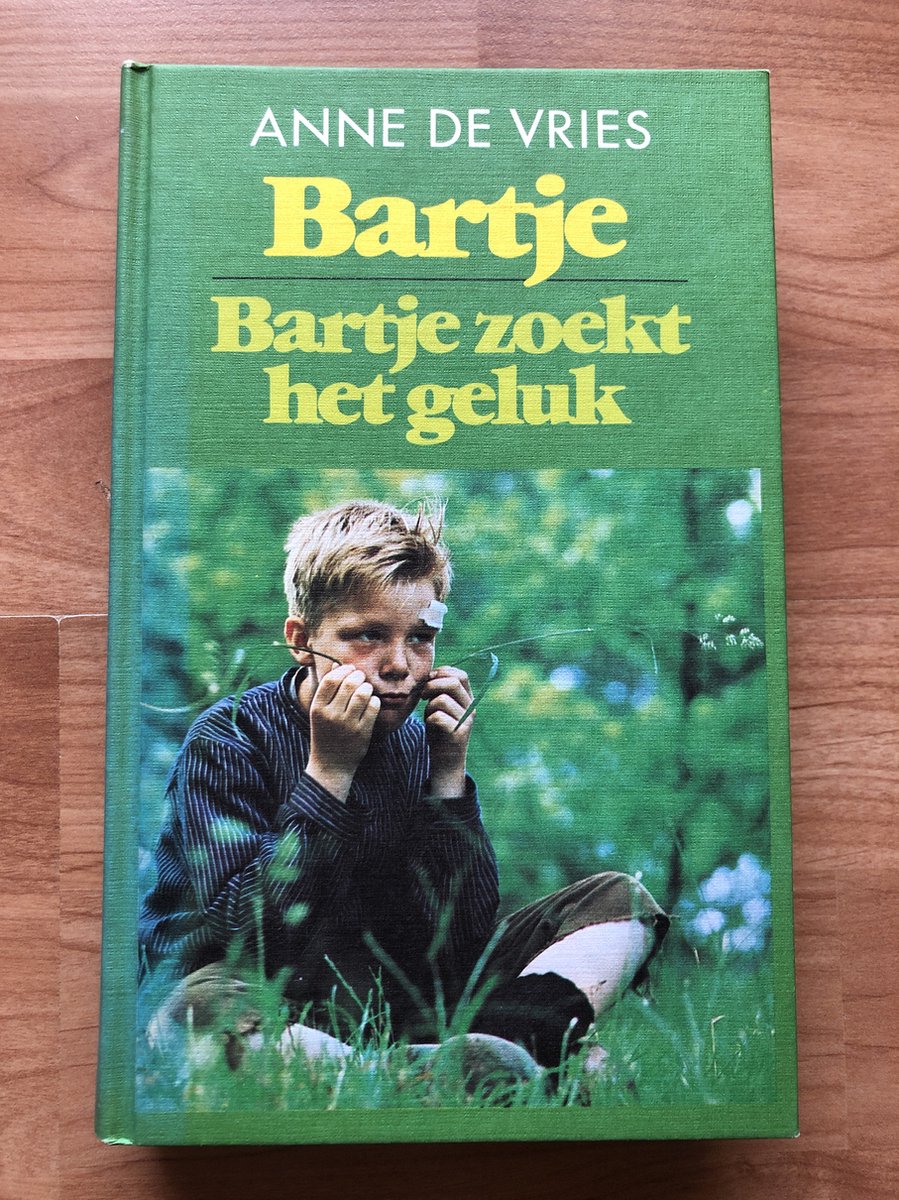 ANNE DE VRIES
Bartje
Bartje zoekt
het geluk